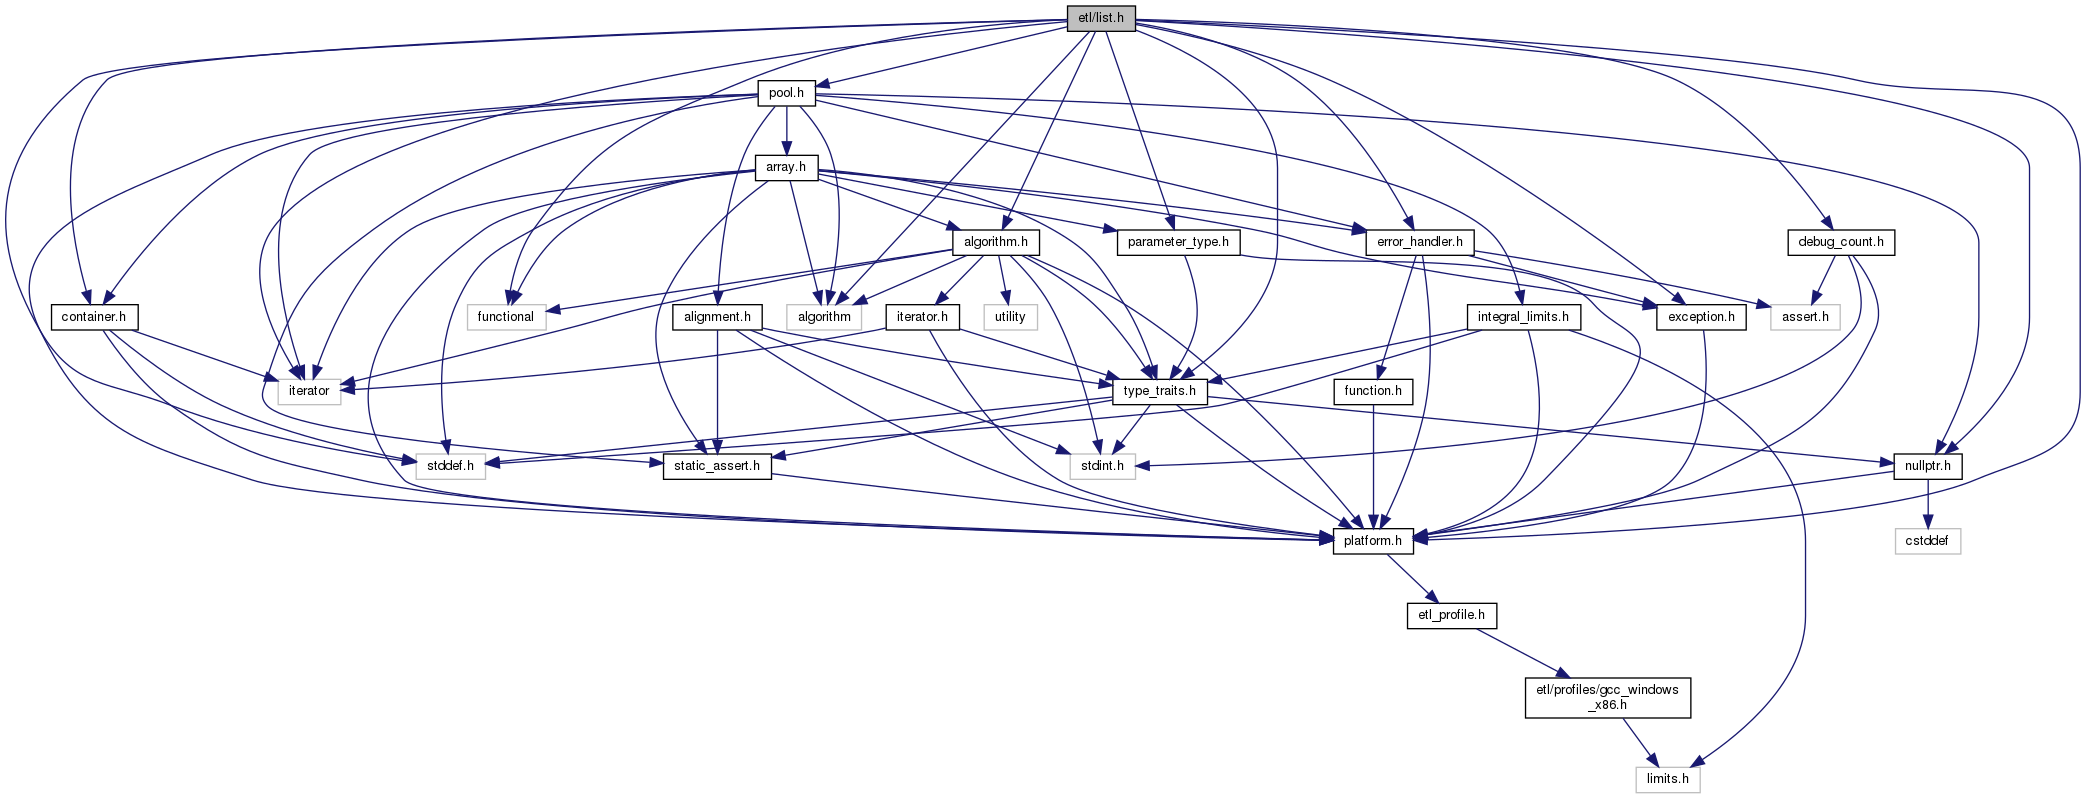 etl/list.h
pool.h
array.h
algorithm.h
parameter_type.h
error_handler.h
debug_count.h
container.h
functional
alignment.h
algorithm
iterator.h
utility
integral_limits.h
exception.h
assert.h
iterator
type_traits.h
function.h
stddef.h
static_assert.h
stdint.h
nullptr.h
platform.h
cstddef
etl_profile.h
etl/profiles/gcc_windows
_x86.h
limits.h